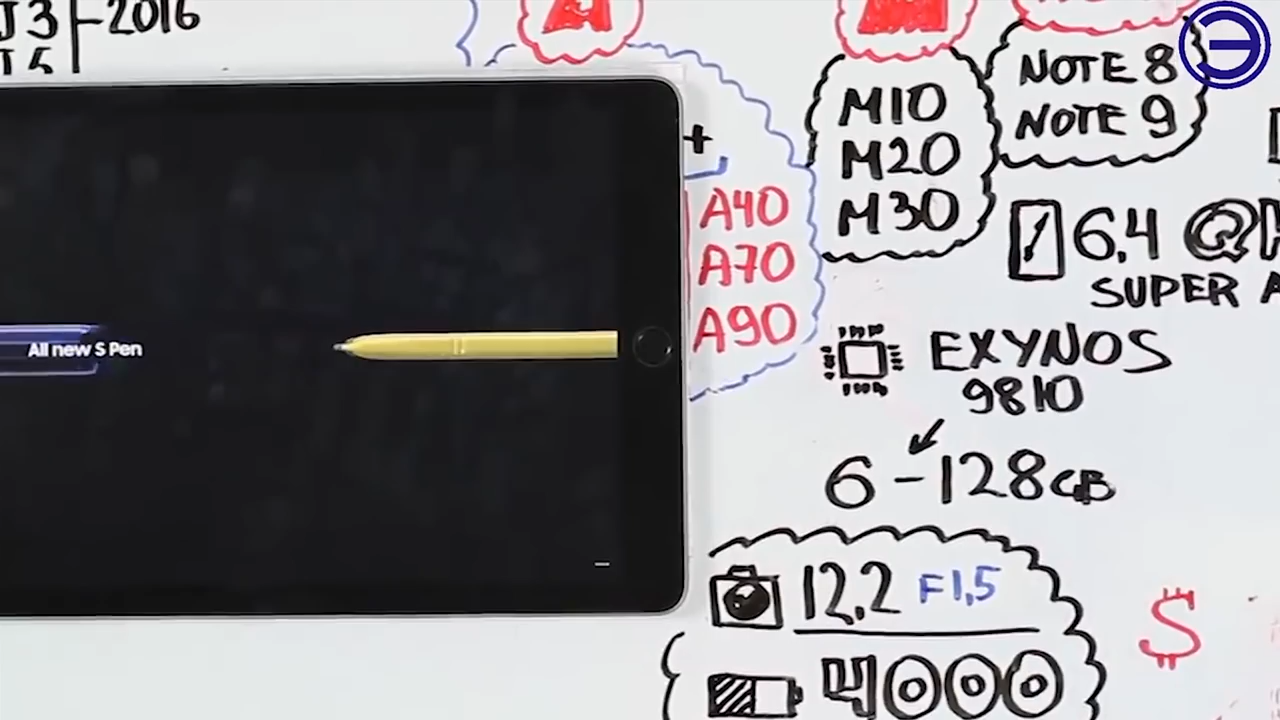 J3
2016
NOTE 8
NOTE 9
M10
M20
M30
+
A40
A70
A90
6,4
SUPER
All new S Pen
EXYNOS
9810
6-128GB
12,2 F1,5
4000
$